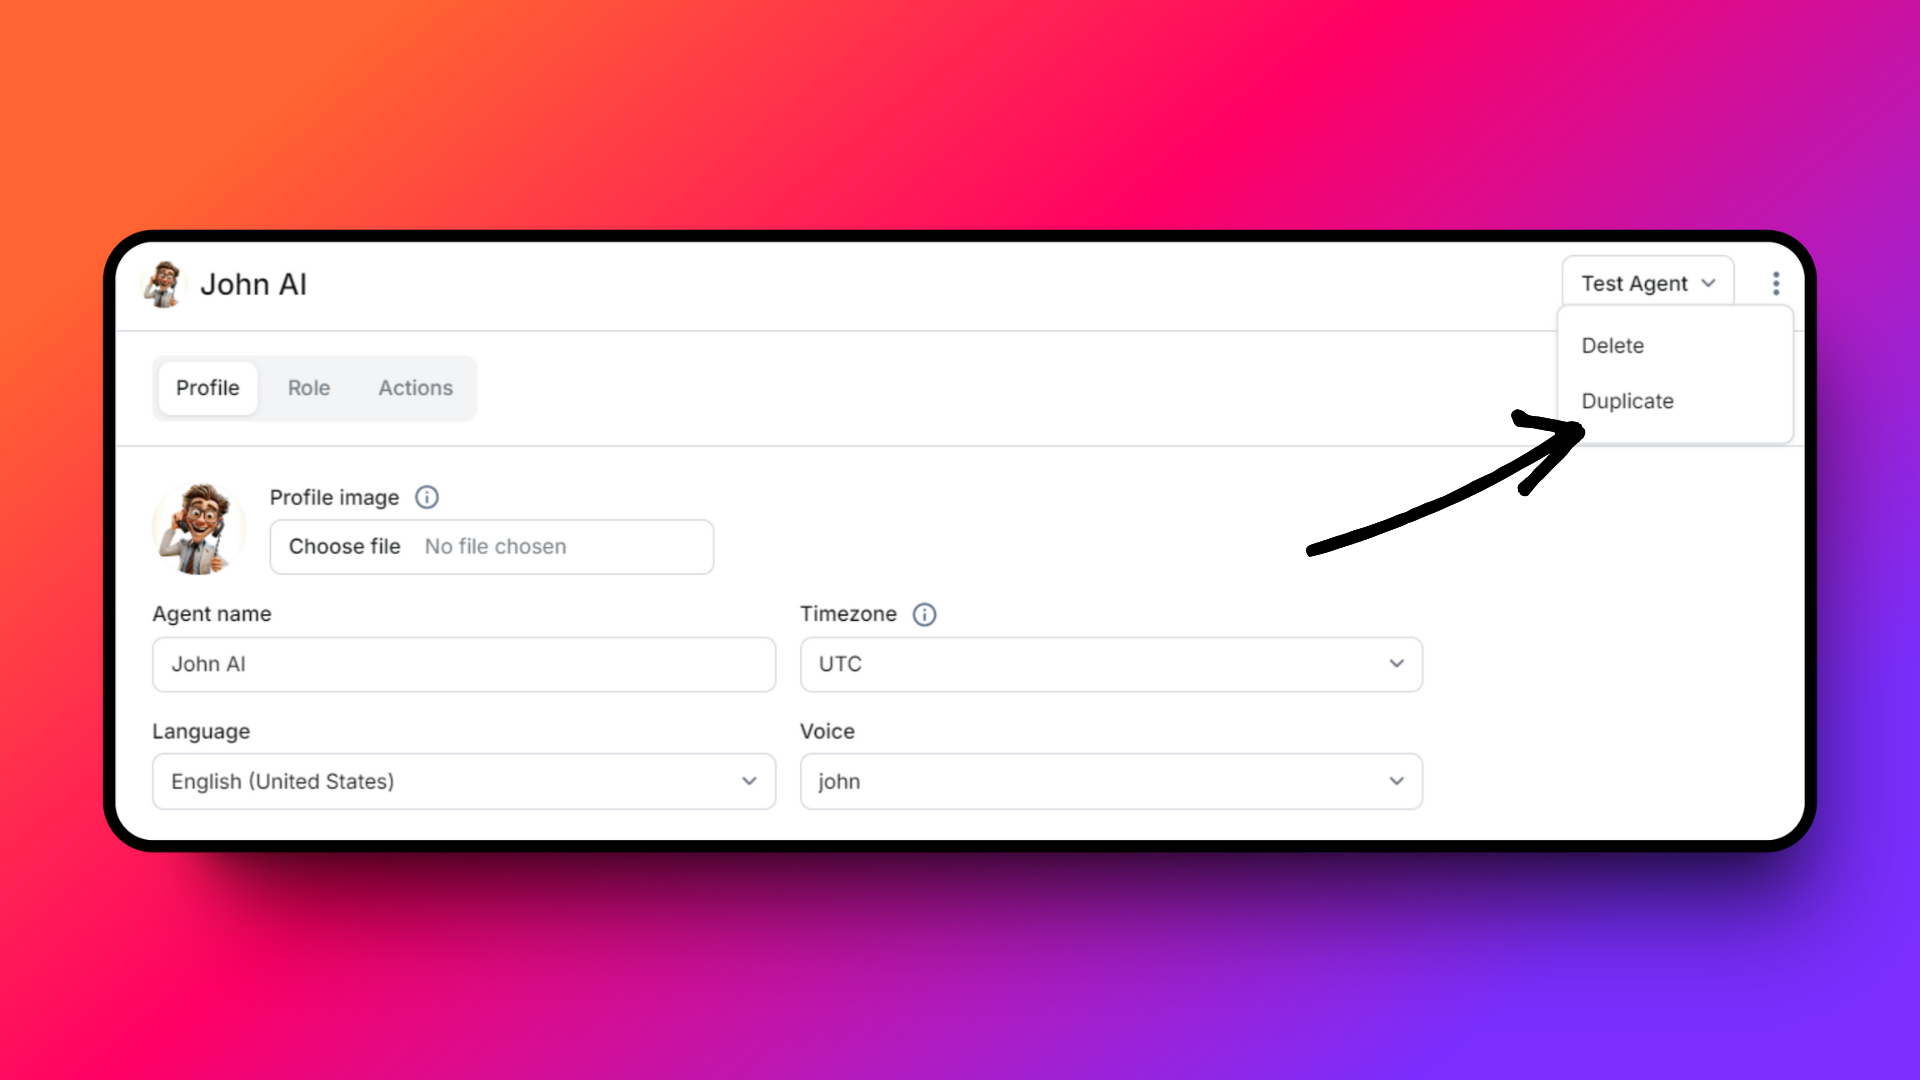 John AI
Test Agent
Delete
Duplicate
Profile
Role
Actions
Profile image
Choose file
No file chosen
Agent name
John AI
Timezone
UTC
Language
English (United States)
Voice
john